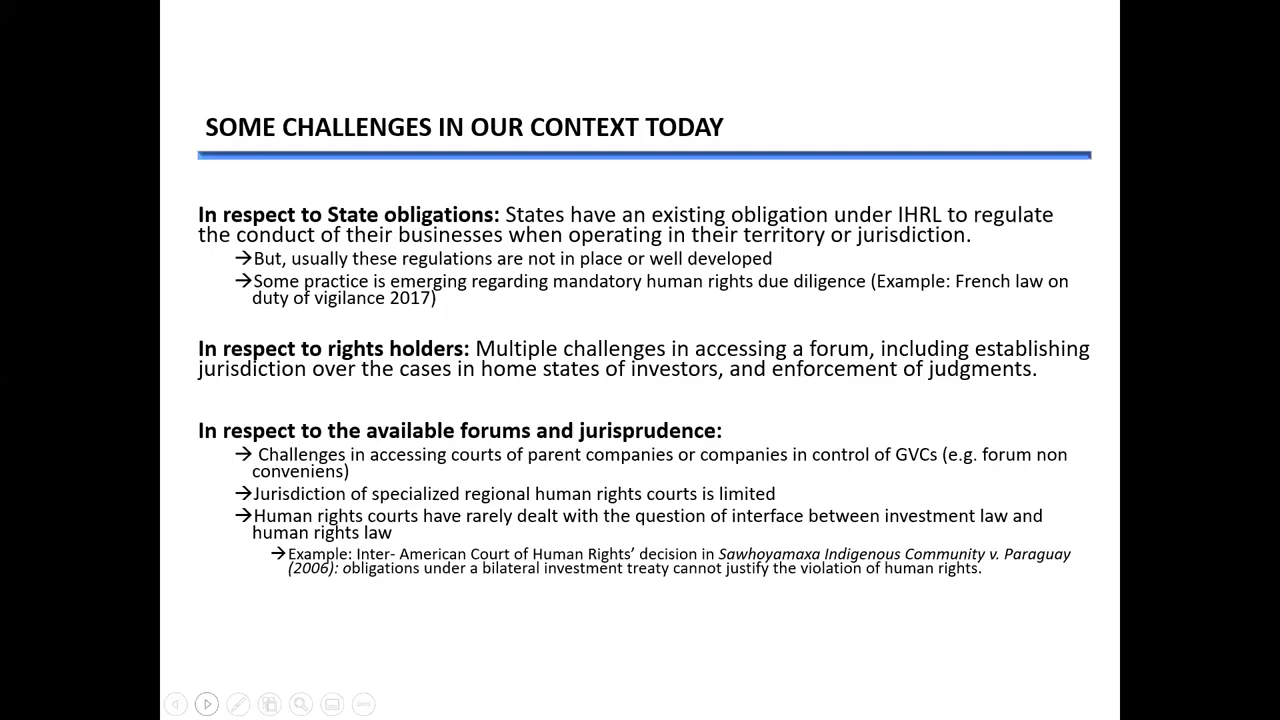 SOME CHALLENGES IN OUR CONTEXT TODAY
In respect to State obligations: States have an existing obligation under IHRL to regulate
the conduct of their businesses when operating in their territory or jurisdiction.
→But, usually these regulations are not in place or well developed
→Some practice is emerging regarding mandatory human rights due diligence (Example: French law on
duty of vigilance 2017)
In respect to rights holders: Multiple challenges in accessing a forum, including establishing
jurisdiction over the cases in home states of investors, and enforcement of judgments.
In respect to the available forums and jurisprudence:
→ Challenges in accessing courts of parent companies or companies in control of GVCs (e.g. forum non
conveniens)
→Jurisdiction of specialized regional human rights courts is limited
→Human rights courts have rarely dealt with the question of interface between investment law and
human rights law
→Example: Inter- American Court of Human Rights’ decision in Sawhoyamaxa Indigenous Community v. Paraguay
(2006): obligations under a bilateral investment treaty cannot justify the violation of human rights.